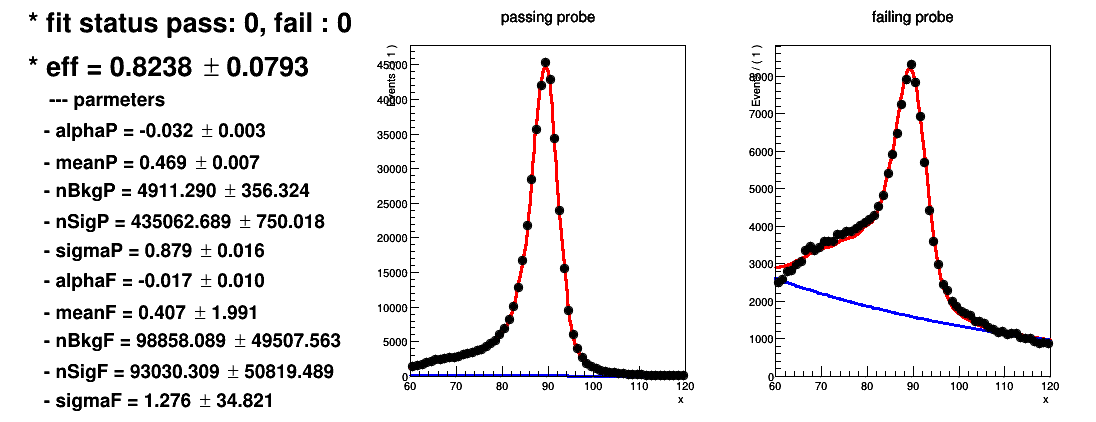 * fit status pass: 0, fail : 0
* eff = 0.8238 ± 0.0793
--- parmeters
- alphaP = -0.032 ± 0.003
- meanP = 0.469 ± 0.007
- nBkgP = 4911.290 ± 356.324
- nSigP = 435062.689 ± 750.018
- sigmaP = 0.879 ± 0.016
- alphaF = -0.017 ± 0.010
- meanF = 0.407 ± 1.991
- nBkgF = 98858.089 ± 49507.563
- nSigF = 93030.309 ± 50819.489
- sigmaF = 1.276 ± 34.821
passing probe
Events / ( 1 )
45000
40000
35000
30000
25000
20000
15000
10000
5000
0
60 70 80 90 100 110 120
x
failing probe
Events / ( 1 )
8000
7000
6000
5000
4000
3000
2000
1000
0
60 70 80 90 100 110 120
x